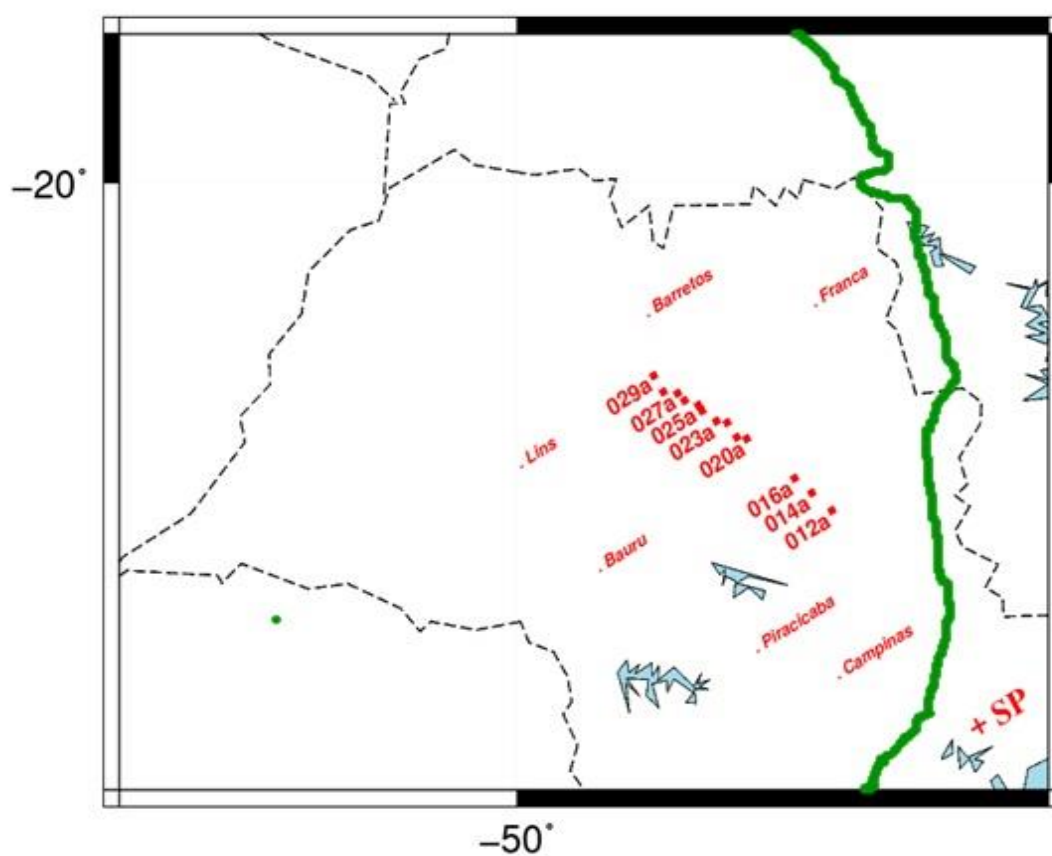 −20°
Barretos
Franca
029a
027a
025a
023a
020a
Lins
016a
014a
012a
Bauru
Piracicaba
Campinas
+ SP
−50°